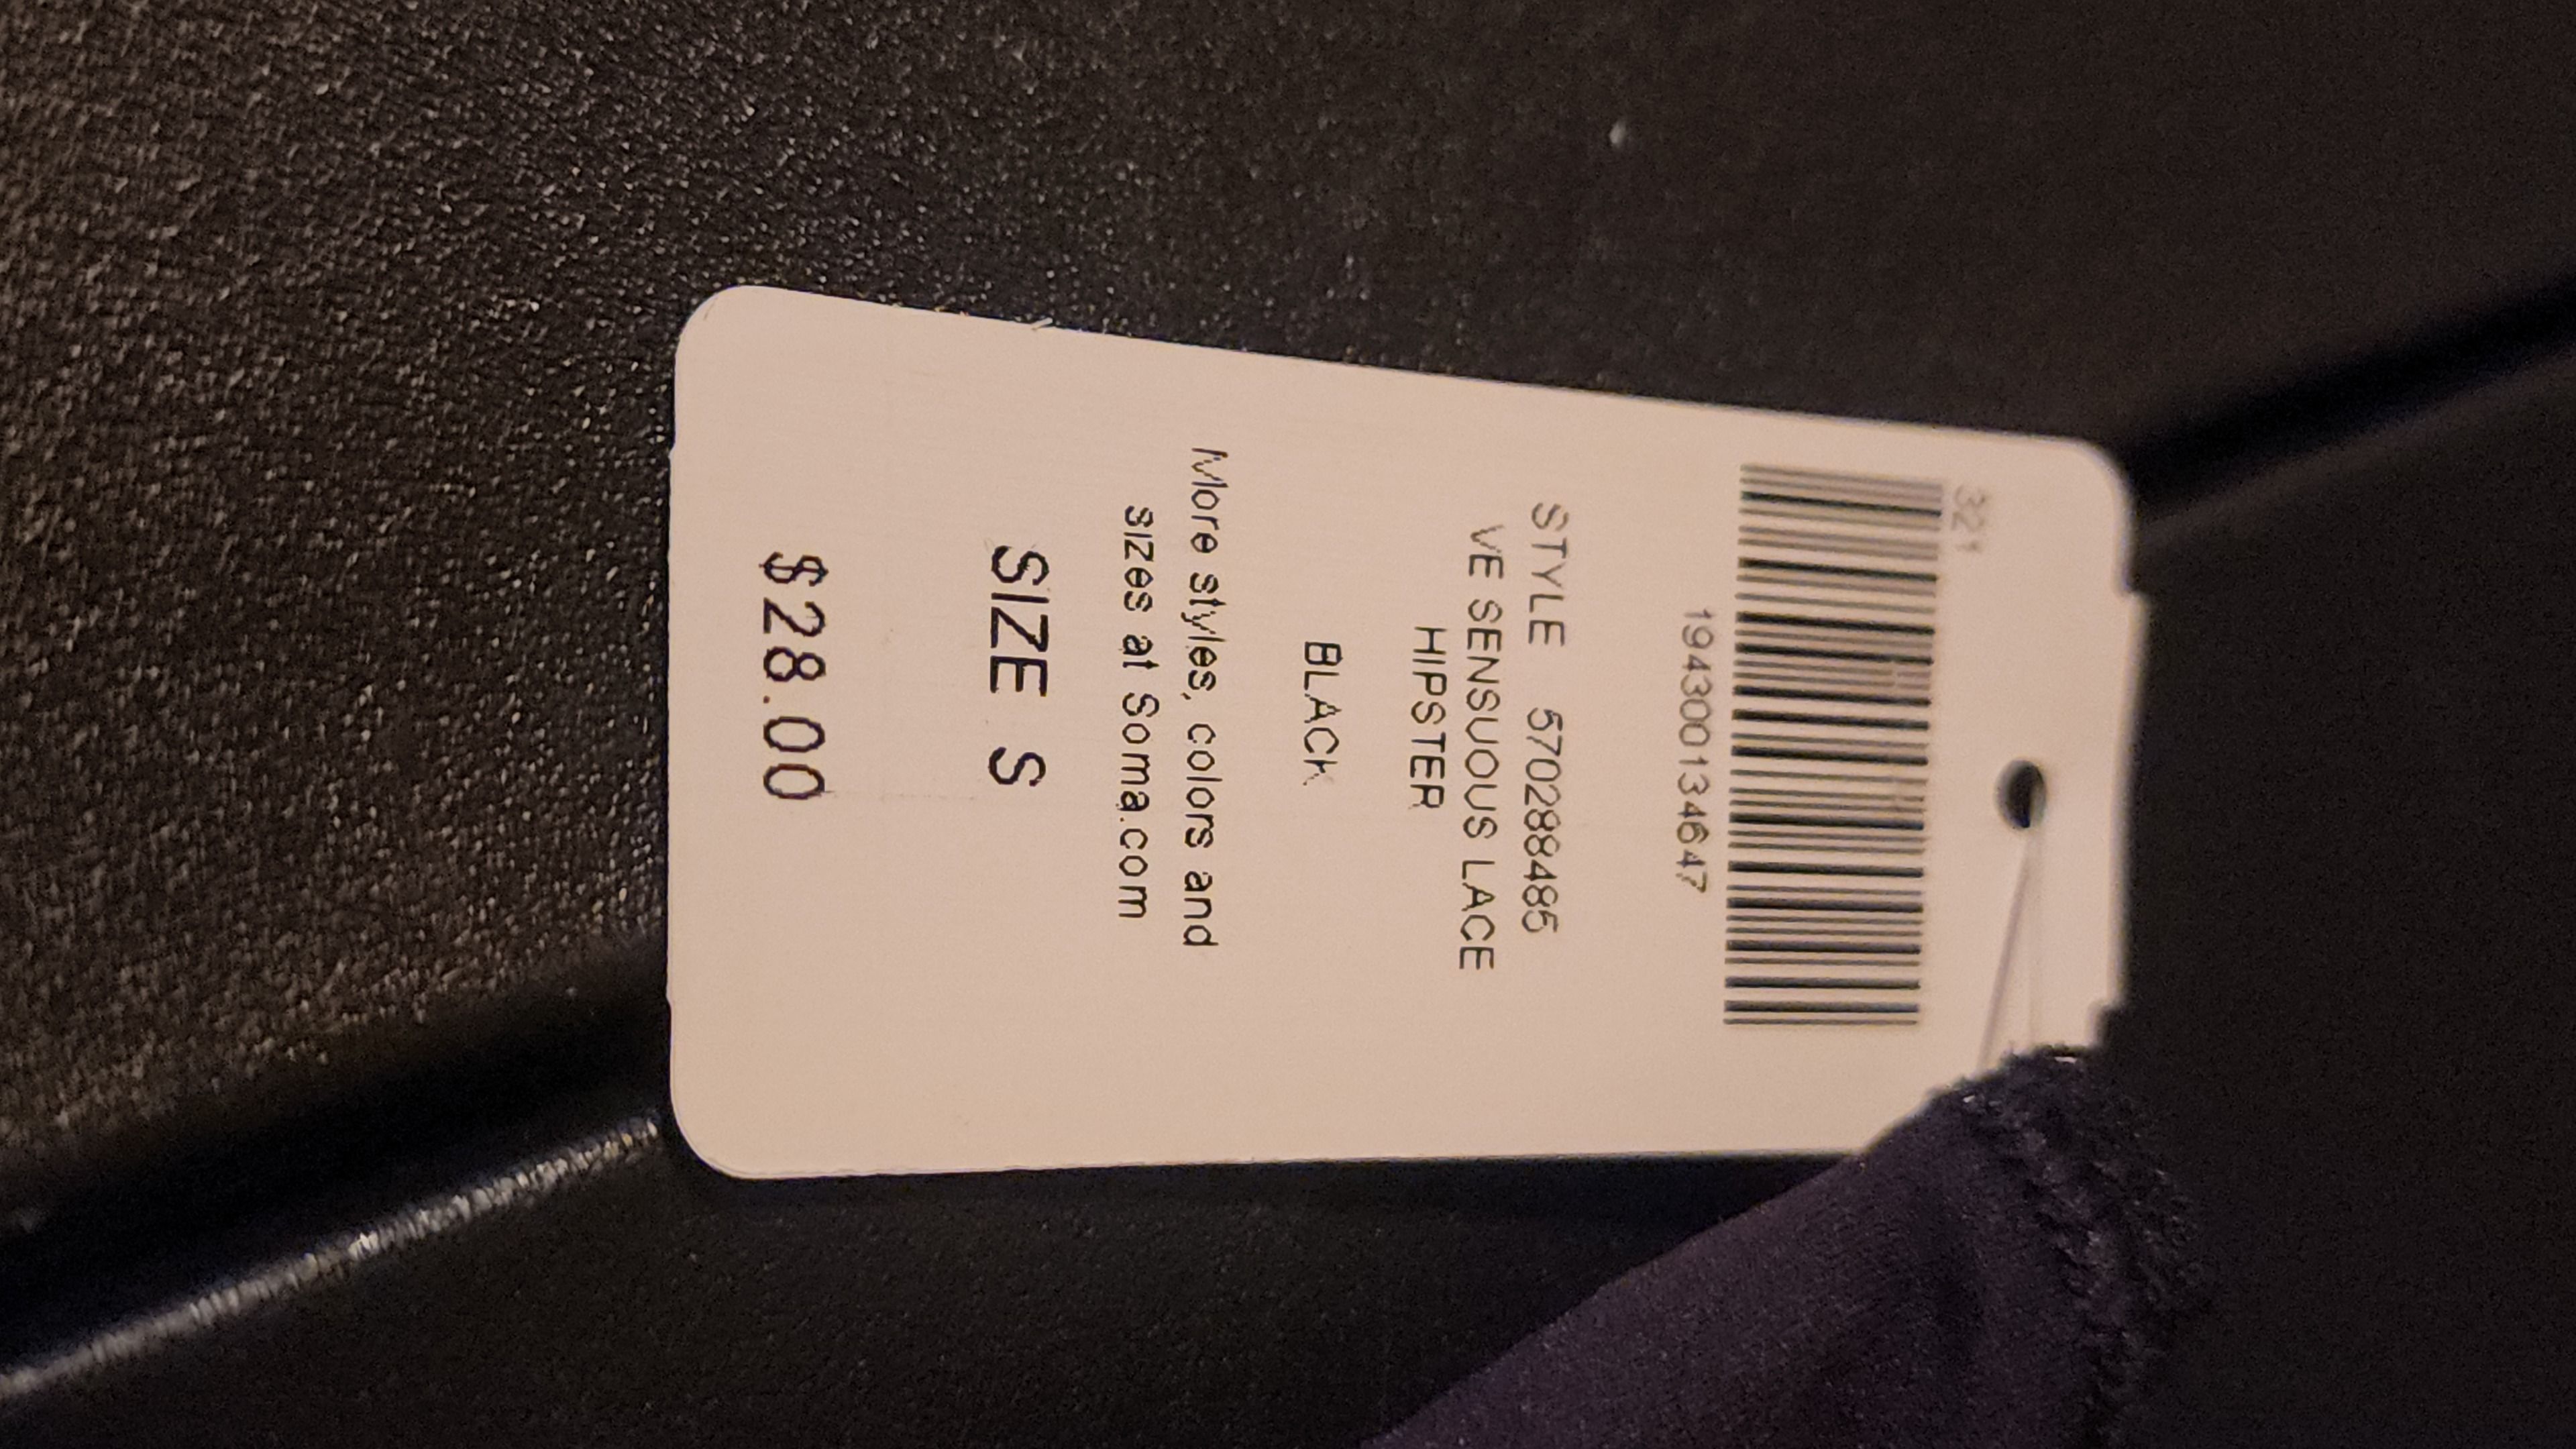 321
194300134647
STYLE 570288485
VE SENSUOUS LACE
HIPSTER
BLACK
More styles, colors and
sizes at Soma.com
SIZE S
$28.00